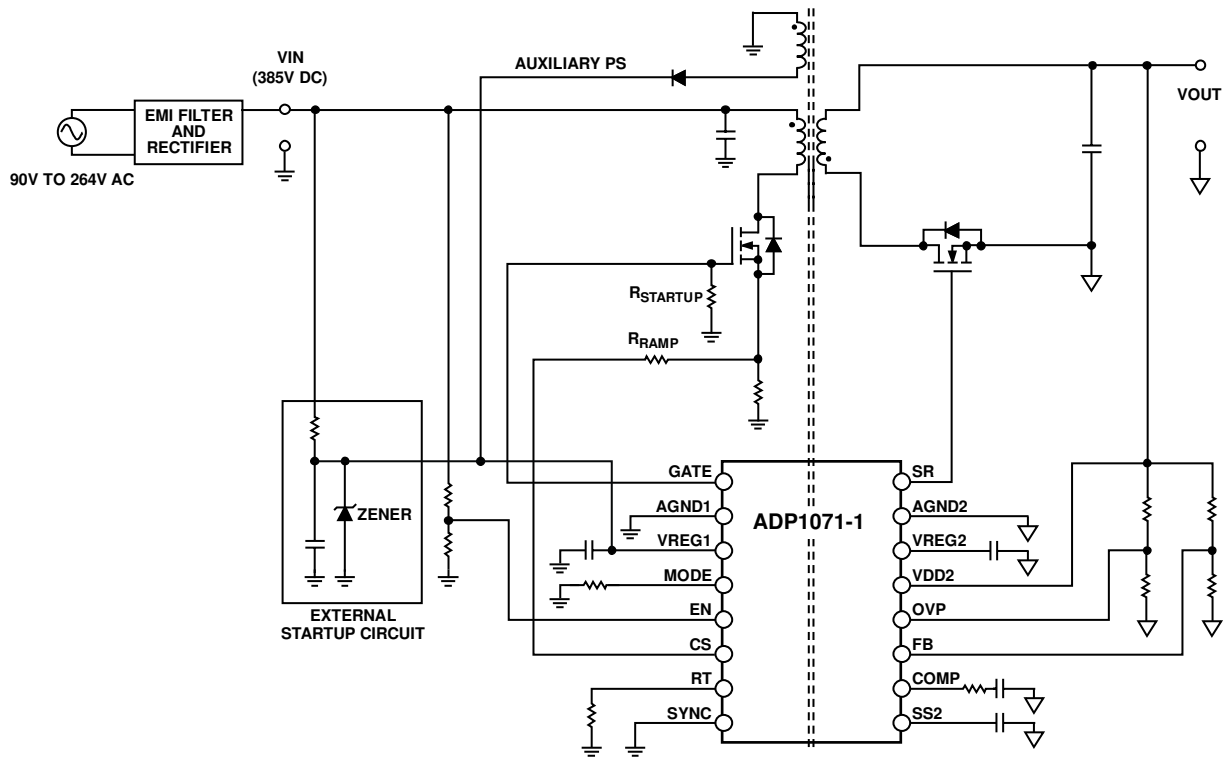 AUXILIARY PS
VIN
(385V DC)
EMI FILTER
AND
RECTIFIER
90V TO 264V AC
VOUT
RSTARTUP
RRAMP
ZENER
EXTERNAL
STARTUP CIRCUIT
ADP1071-1
GATE
AGND1
VREG1
MODE
EN
CS
RT
SYNC
SR
AGND2
VREG2
VDD2
OVP
FB
COMP
SS2